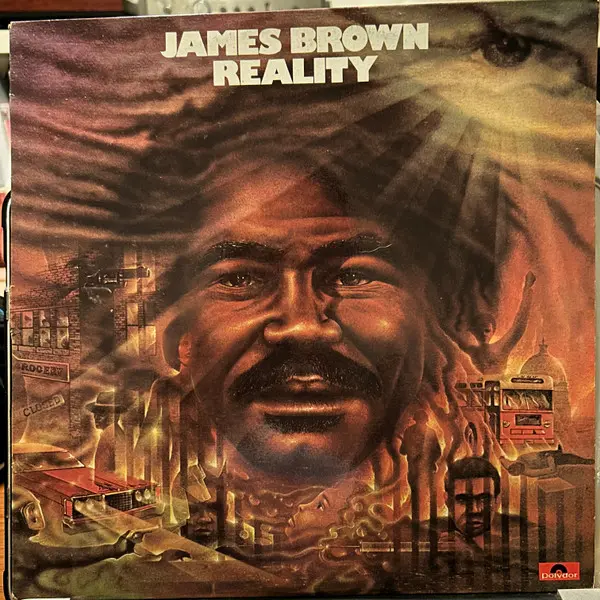 JAMES BROWN
REALITY
GROCERY
CLOSED
Polydor